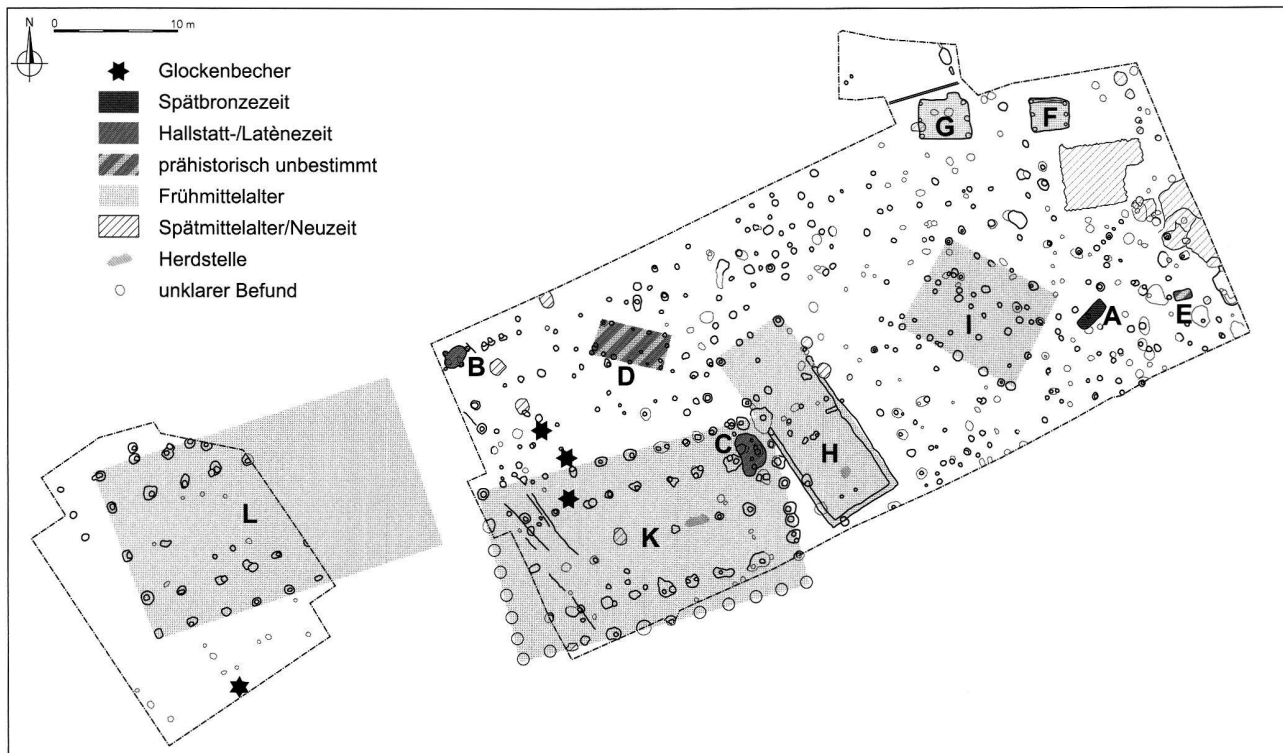 N
0 10 m
Glockenbecher
Spätbronzezeit
Hallstatt-/Latènezeit
prähistorisch unbestimmt
Frühmittelalter
Spätmittelalter/Neuzeit
Herdstelle
unklarer Befund
G
F
A
E
I
B
D
C
H
L
K